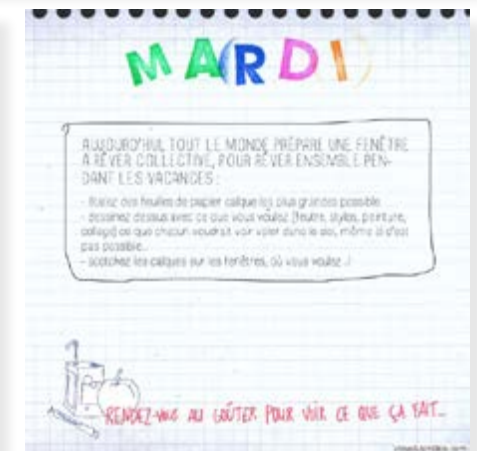 MARDI
AUJOURD'HUI, TOUT LE MONDE PRÉPARE UNE FENÊTRE
À RÊVER COLLECTIVE, POUR RÊVER ENSEMBLE PEN-
DANT LES VACANCES :
des feuilles de papier calque les plus grandes possible
- dessinez dessus avec ce que vous voulez (feutre, stylos, peinture,
collage) ce que chacun voudrait voir voler dans le ciel, même si c'est
pas possible..
- scotchez les calques sur les fenêtres, où vous voulez !
RENDEZ-VOUS AU GOÛTER POUR VOIR CE QUE ÇA FAIT...